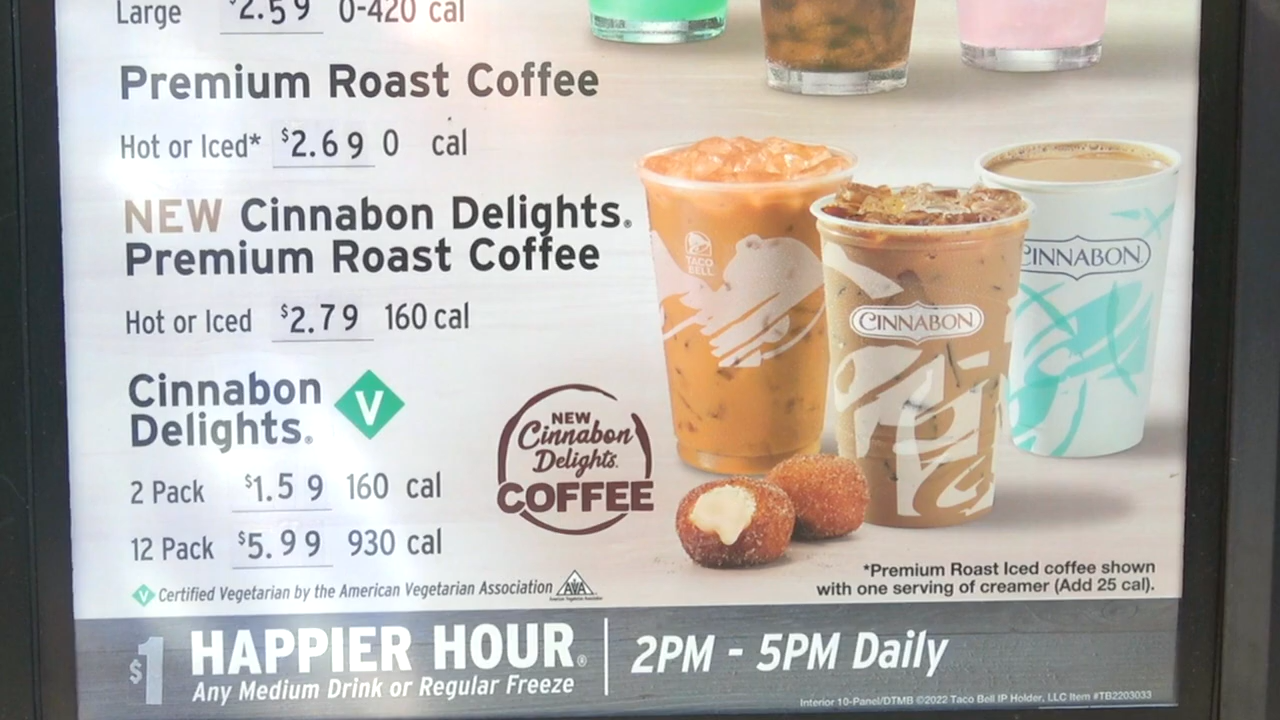 Large $2.59 0-420 cal
Premium Roast Coffee
Hot or Iced* $2.69 0 cal
NEW Cinnabon Delights®
Premium Roast Coffee
Hot or Iced $2.79 160 cal
Cinnabon
Delights® V
2 Pack $1.59 160 cal
12 Pack $5.99 930 cal
V Certified Vegetarian by the American Vegetarian Association AVA
American Vegetarian Association
NEW
Cinnabon
Delights®
COFFEE
TACO
BELL
CINNABON
CINNABON
*Premium Roast Iced coffee shown
with one serving of creamer (Add 25 cal).
$1 HAPPIER HOUR®
Any Medium Drink or Regular Freeze
2PM - 5PM Daily
Interior 10-Panel/DTMB ©2022 Taco Bell IP Holder, LLC Item #TB2203033